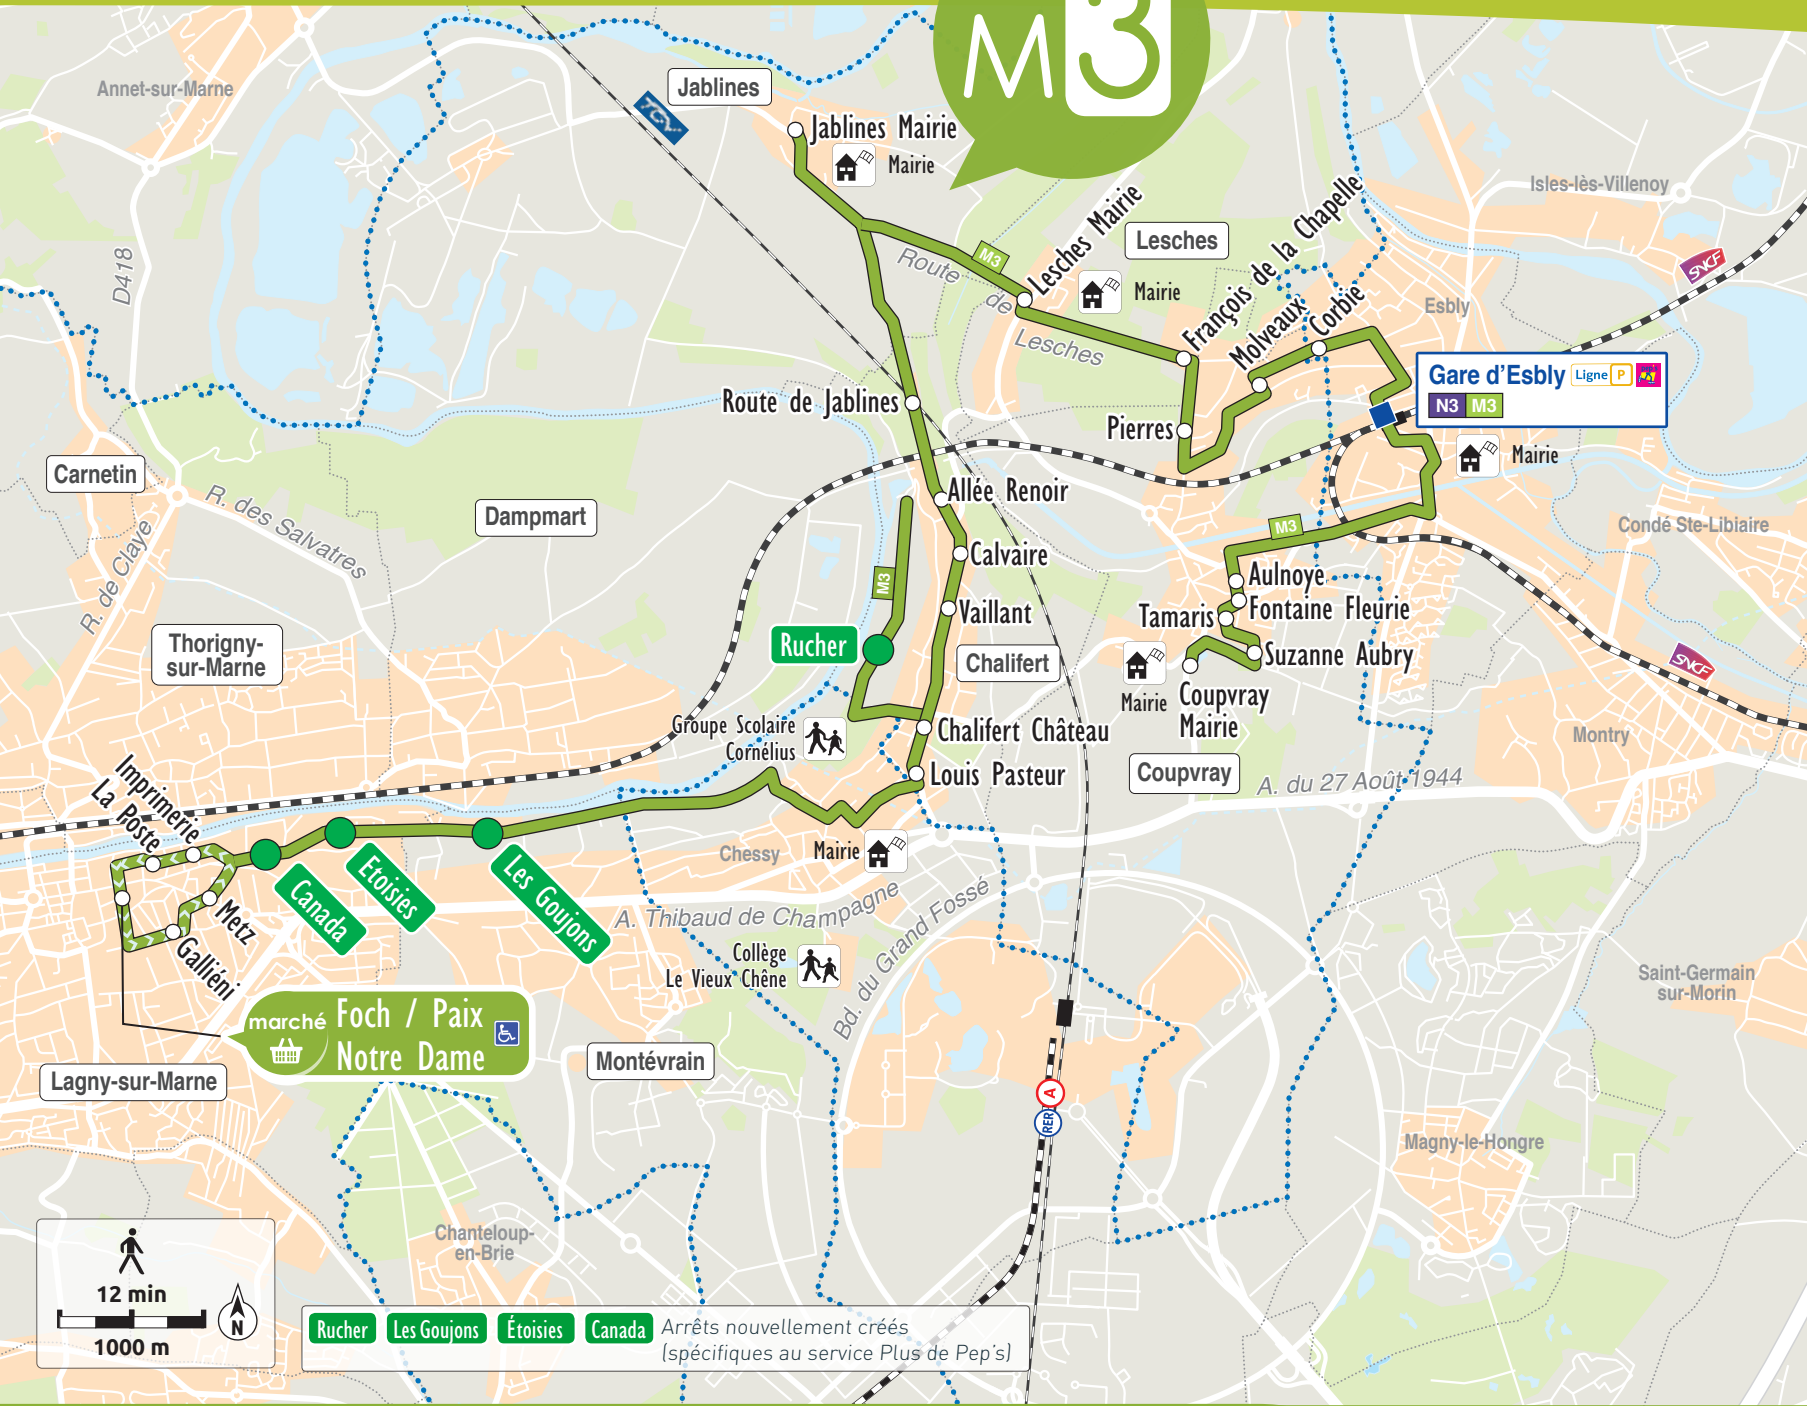 M3
Annet-sur-Marne
Jablines
TGV
Jablines Mairie
Mairie
Isles-lès-Villenoy
Lesches Mairie
Lesches
Mairie
François de la Chapelle
D418
M3
Route de Lesches
Molveaux
Corbie
Esbly
SNCF
Gare d'Esbly Ligne P
N3 M3
Mairie
Route de Jablines
Pierres
Carnetin
R. des Salvatres
Dampmart
Allée Renoir
M3
Condé Ste-Libiaire
R. de Claye
Calvaire
M3
Aulnoye
Vaillant
Tamaris
Fontaine Fleurie
Thorigny-
sur-Marne
Rucher
Chalifert
Suzanne Aubry
SNCF
Mairie
Coupvray
Mairie
Groupe Scolaire
Cornélius
Chalifert Château
Montry
Imprimerie
La Poste
Louis Pasteur
Coupvray
A. du 27 Août 1944
Chessy
Mairie
Canada
Etoisies
Les Goujons
Metz
Galliéni
A. Thibaud de Champagne
Bd. du Grand Fossé
Collège
Le Vieux Chêne
Saint-Germain
sur-Morin
marché
Foch / Paix
Notre Dame
Lagny-sur-Marne
Montévrain
A
RER
Magny-le-Hongre
Chanteloup-
en-Brie
12 min
1000 m
N
Rucher Les Goujons Étoisies Canada Arrêts nouvellement créés
(spécifiques au service Plus de Pep's)